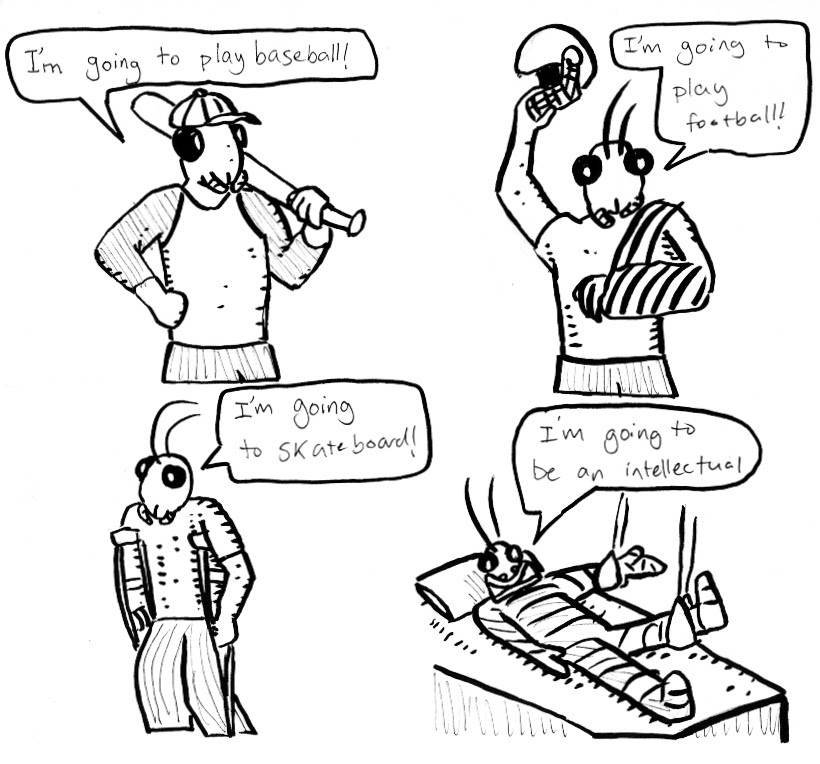 I'm going to play baseball!
I'm going to
play
football!
I'm going
to skateboard!
I'm going to
be an intellectual